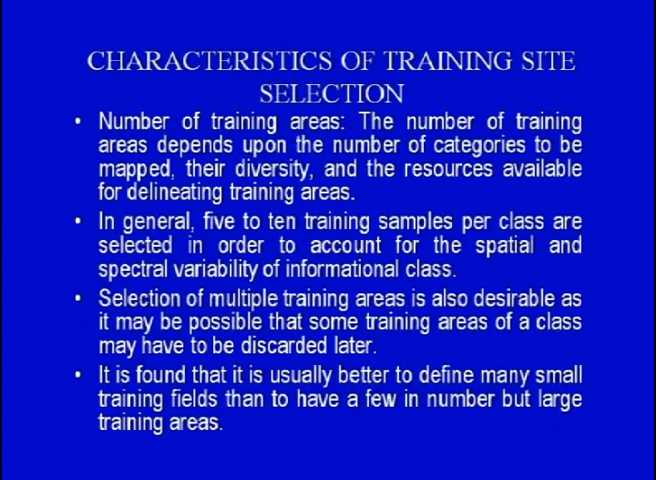 CHARACTERISTICS OF TRAINING SITE
SELECTION
• Number of training areas: The number of training
areas depends upon the number of categories to be
mapped, their diversity, and the resources available
for delineating training areas.
• In general, five to ten training samples per class are
selected in order to account for the spatial and
spectral variability of informational class.
• Selection of multiple training areas is also desirable as
it may be possible that some training areas of a class
may have to be discarded later.
• It is found that it is usually better to define many small
training fields than to have a few in number but large
training areas.